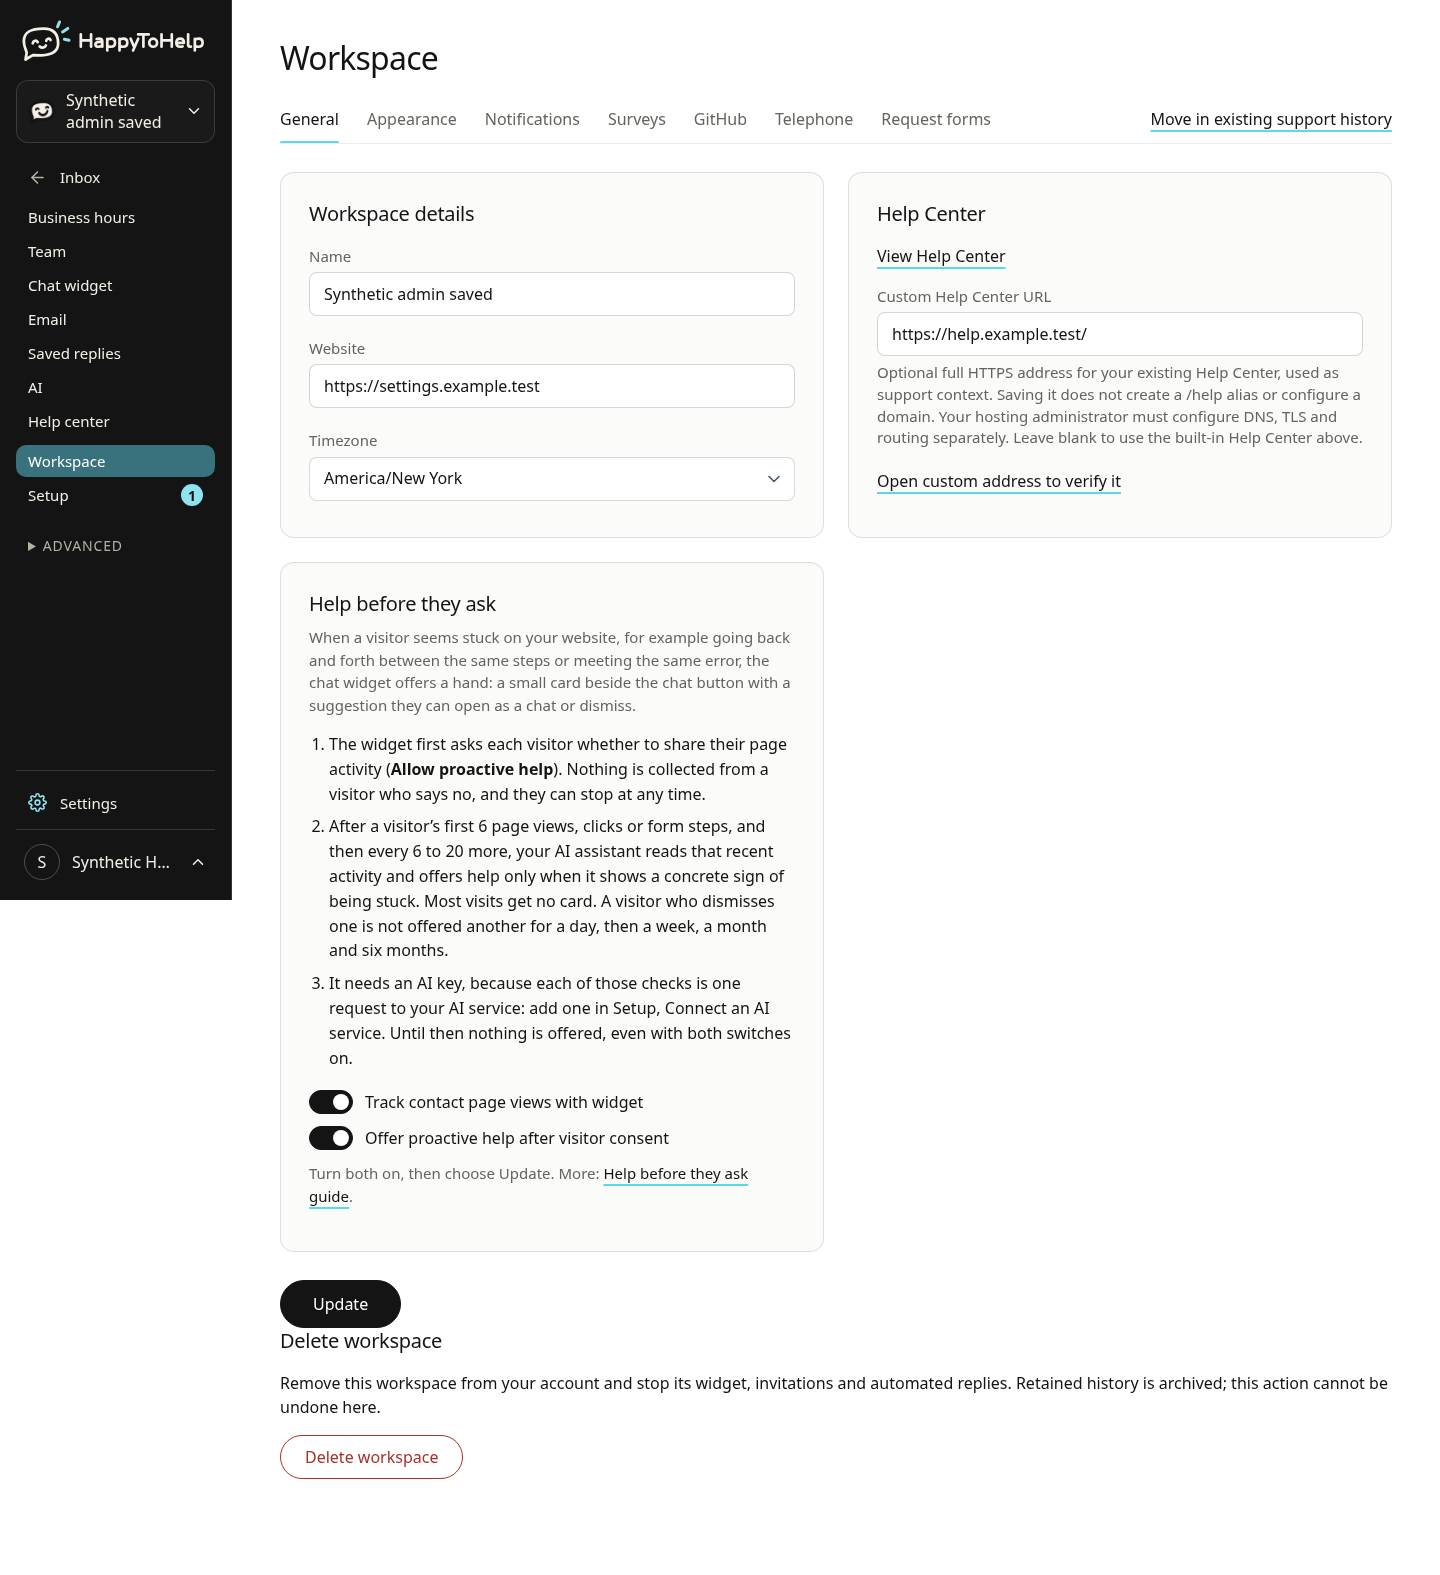 HappyToHelp
Synthetic
admin saved
Inbox
Business hours
Team
Chat widget
Email
Saved replies
AI
Help center
Workspace
Setup 1
ADVANCED
Settings
S Synthetic H...
Workspace
General Appearance Notifications Surveys GitHub Telephone Request forms Move in existing support history
Workspace details
Name
Synthetic admin saved
Website
https://settings.example.test
Timezone
America/New York
Help Center
View Help Center
Custom Help Center URL
https://help.example.test/
Optional full HTTPS address for your existing Help Center, used as
support context. Saving it does not create a /help alias or configure a
domain. Your hosting administrator must configure DNS, TLS and
routing separately. Leave blank to use the built-in Help Center above.
Open custom address to verify it
Help before they ask
When a visitor seems stuck on your website, for example going back
and forth between the same steps or meeting the same error, the
chat widget offers a hand: a small card beside the chat button with a
suggestion they can open as a chat or dismiss.
1. The widget first asks each visitor whether to share their page
activity (Allow proactive help). Nothing is collected from a
visitor who says no, and they can stop at any time.
2. After a visitor’s first 6 page views, clicks or form steps, and
then every 6 to 20 more, your AI assistant reads that recent
activity and offers help only when it shows a concrete sign of
being stuck. Most visits get no card. A visitor who dismisses
one is not offered another for a day, then a week, a month
and six months.
3. It needs an AI key, because each of those checks is one
request to your AI service: add one in Setup, Connect an AI
service. Until then nothing is offered, even with both switches
on.
Track contact page views with widget
Offer proactive help after visitor consent
Turn both on, then choose Update. More: Help before they ask
guide.
Update
Delete workspace
Remove this workspace from your account and stop its widget, invitations and automated replies. Retained history is archived; this action cannot be
undone here.
Delete workspace